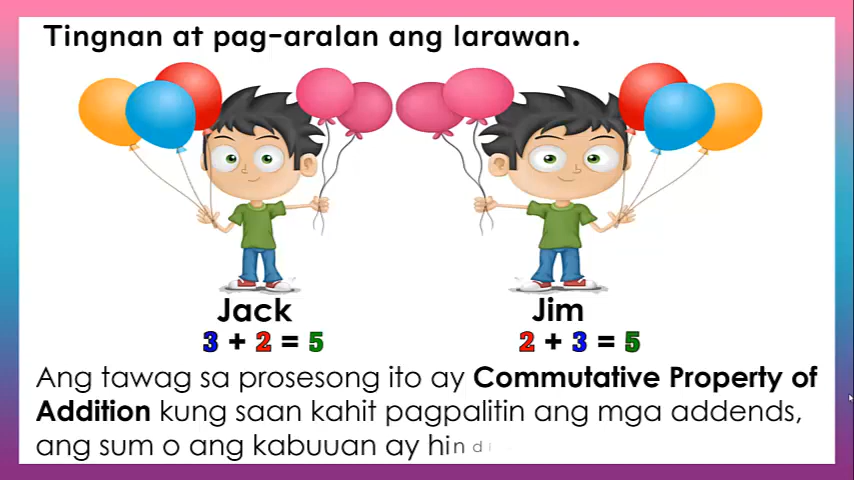 Tingnan at pag-aralan ang larawan.
Jack
Jim
3 + 2 = 5
2 + 3 = 5
Ang tawag sa prosesong ito ay Commutative Property of
Addition kung saan kahit pagpalitin ang mga addends,
ang sum o ang kabuuan ay hindi